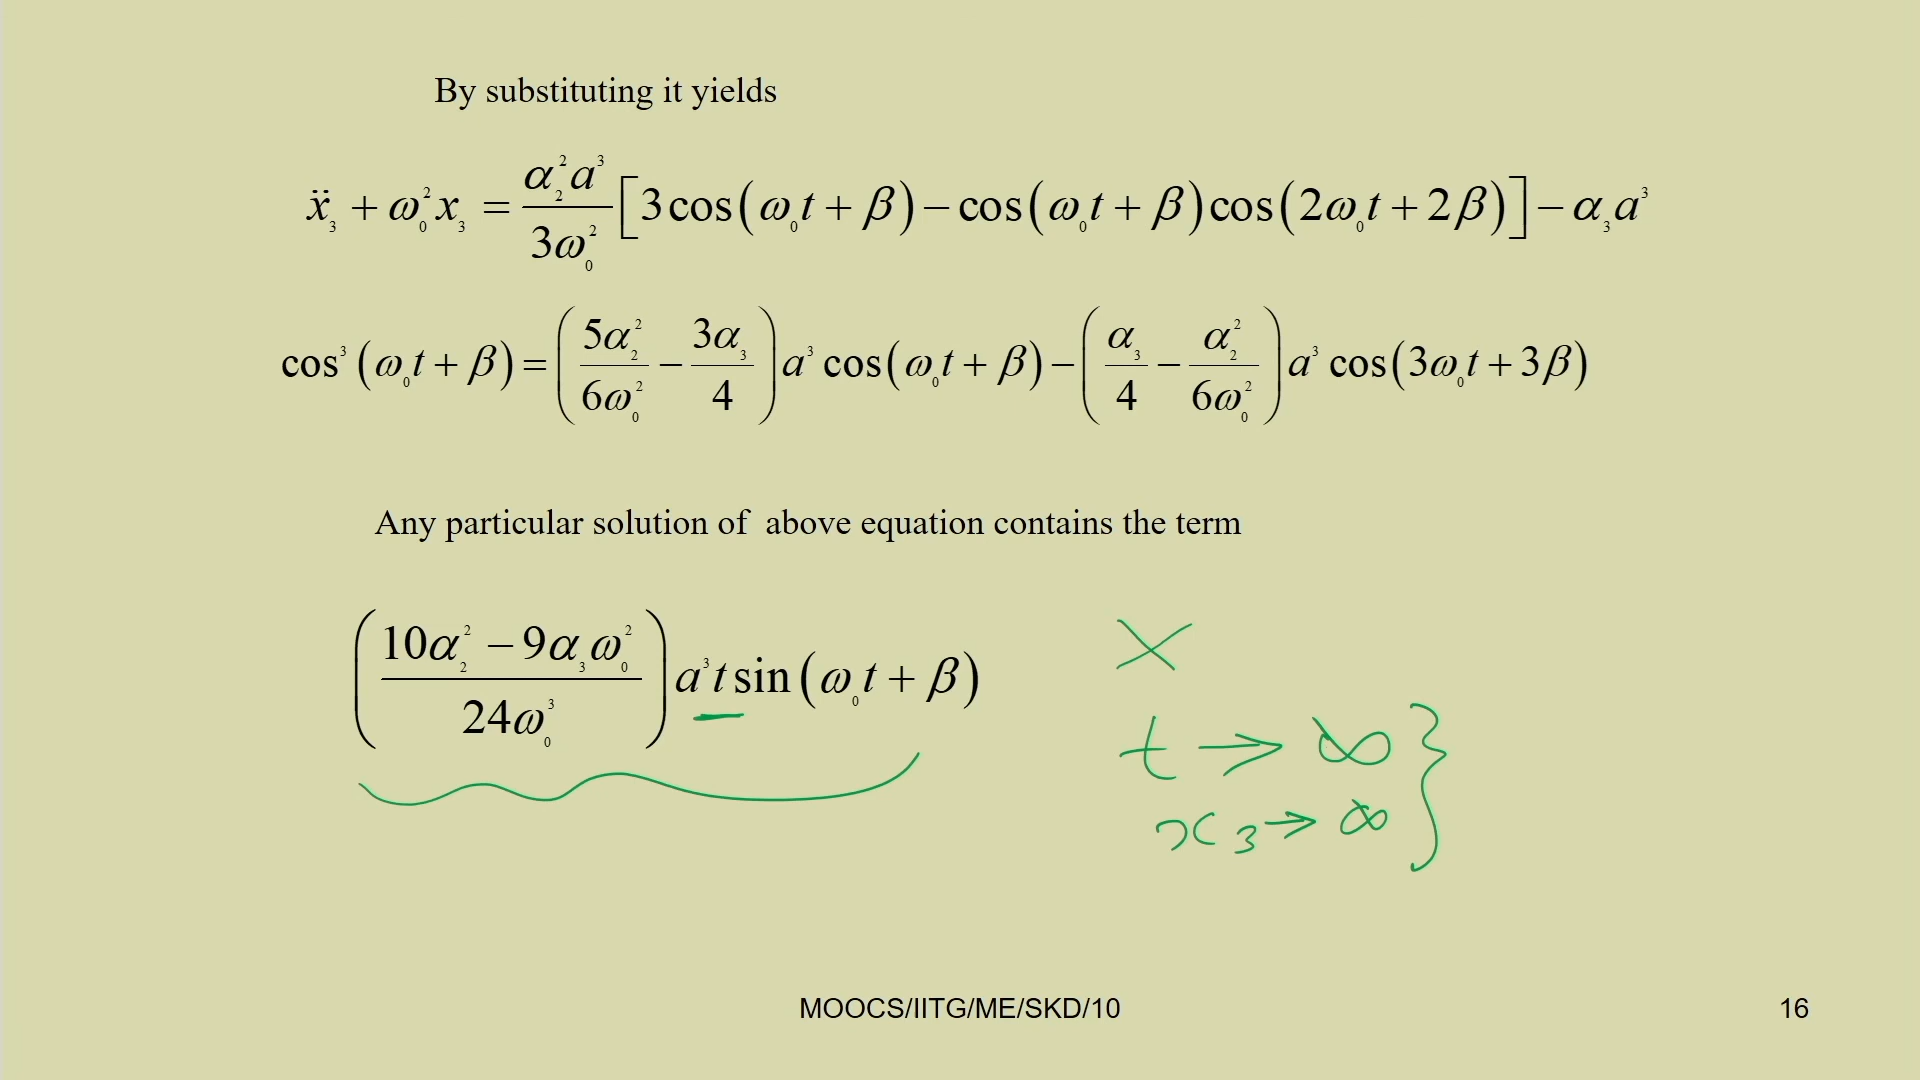 By substituting it yields
ẍ₃ + ω₀²x₃ = α₂²a³/3ω₀² [3cos(ω₀t + β) − cos(ω₀t + β)cos(2ω₀t + 2β)] − α₃a³
cos³(ω₀t + β) = (5α₂²/6ω₀² − 3α₃/4)a³ cos(ω₀t + β) − (α₃/4 − α₂²/6ω₀²)a³ cos(3ω₀t + 3β)
Any particular solution of above equation contains the term
((10α₂² − 9α₃ω₀²)/24ω₀³)a³t sin(ω₀t + β)
x
t → ∞
x₃ → ∞ }
MOOCS/IITG/ME/SKD/10
16